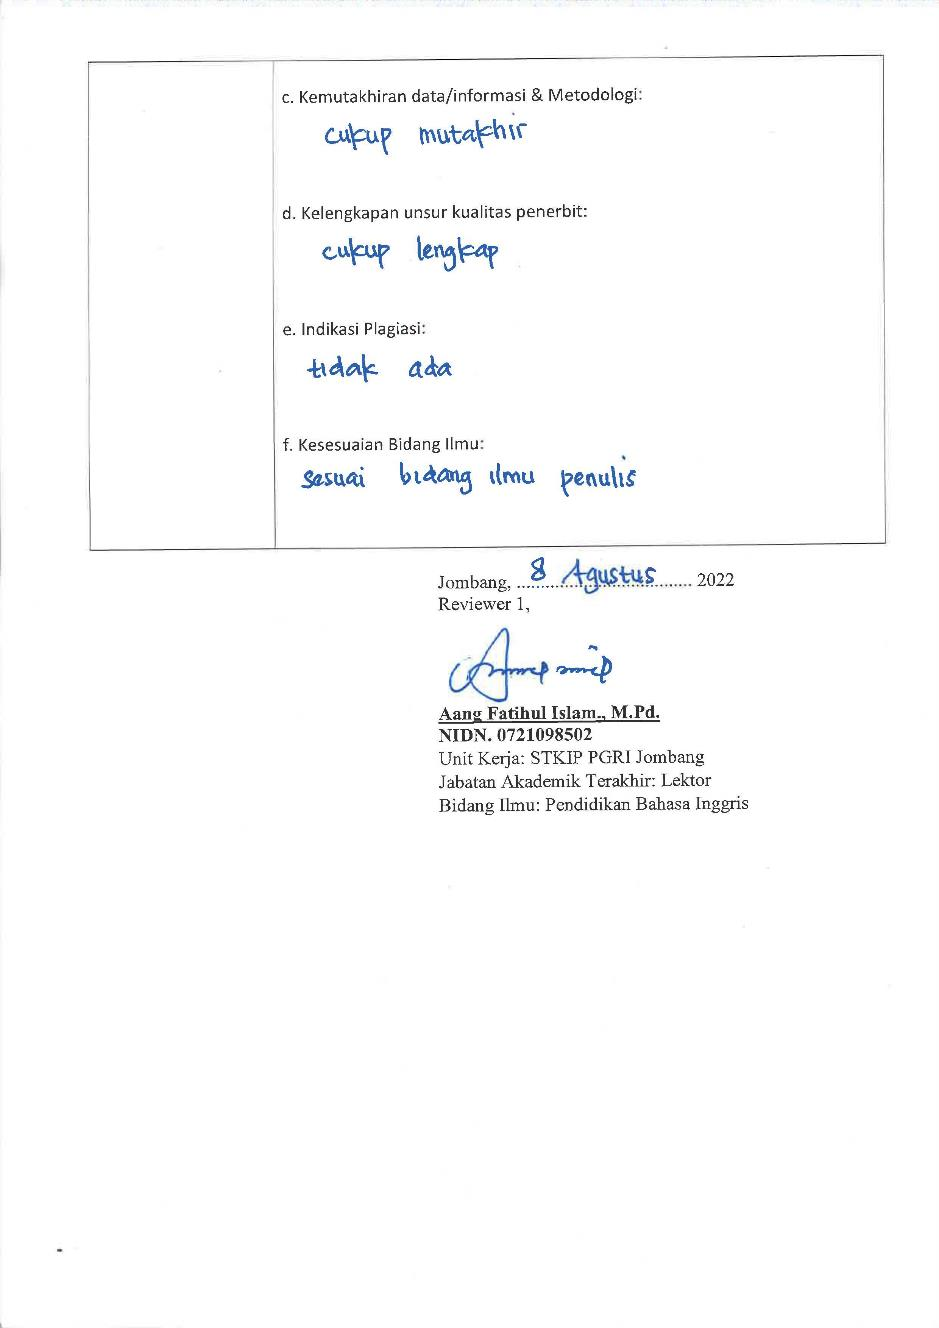 c. Kemutakhiran data/informasi & Metodologi:
cukup mutakhir
d. Kelengkapan unsur kualitas penerbit:
cukup lengkap
e. Indikasi Plagiasi:
tidak ada
f. Kesesuaian Bidang Ilmu:
sesuai bidang ilmu penulis
Jombang, ....8 Agustus........ 2022
Reviewer 1,
Aang Fatihul Islam., M.Pd.
NIDN. 0721098502
Unit Kerja: STKIP PGRI Jombang
Jabatan Akademik Terakhir: Lektor
Bidang Ilmu: Pendidikan Bahasa Inggris